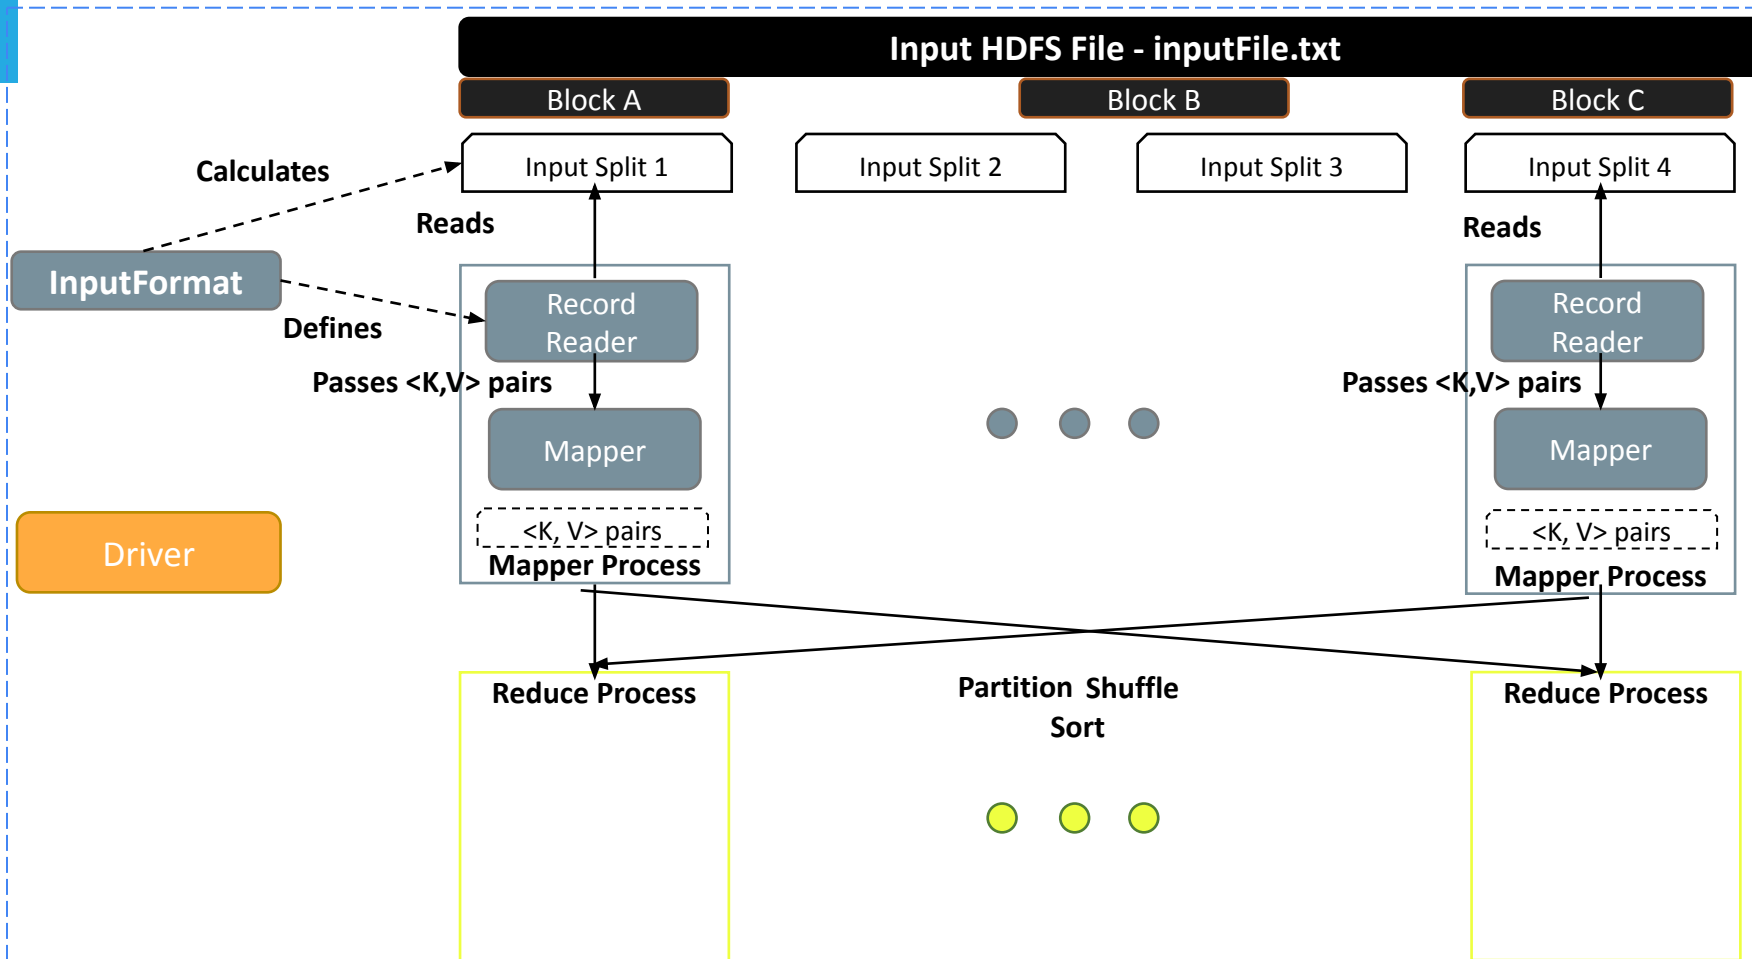 Input HDFS File - inputFile.txt
Block A
Block B
Block C
Input Split 1
Input Split 2
Input Split 3
Input Split 4
Calculates
Reads
Reads
InputFormat
Defines
Record
Reader
Record
Reader
Passes <K,V> pairs
Passes <K,V> pairs
Mapper
Mapper
<K, V> pairs
<K, V> pairs
Driver
Mapper Process
Mapper Process
Reduce Process
Partition Shuffle
Sort
Reduce Process